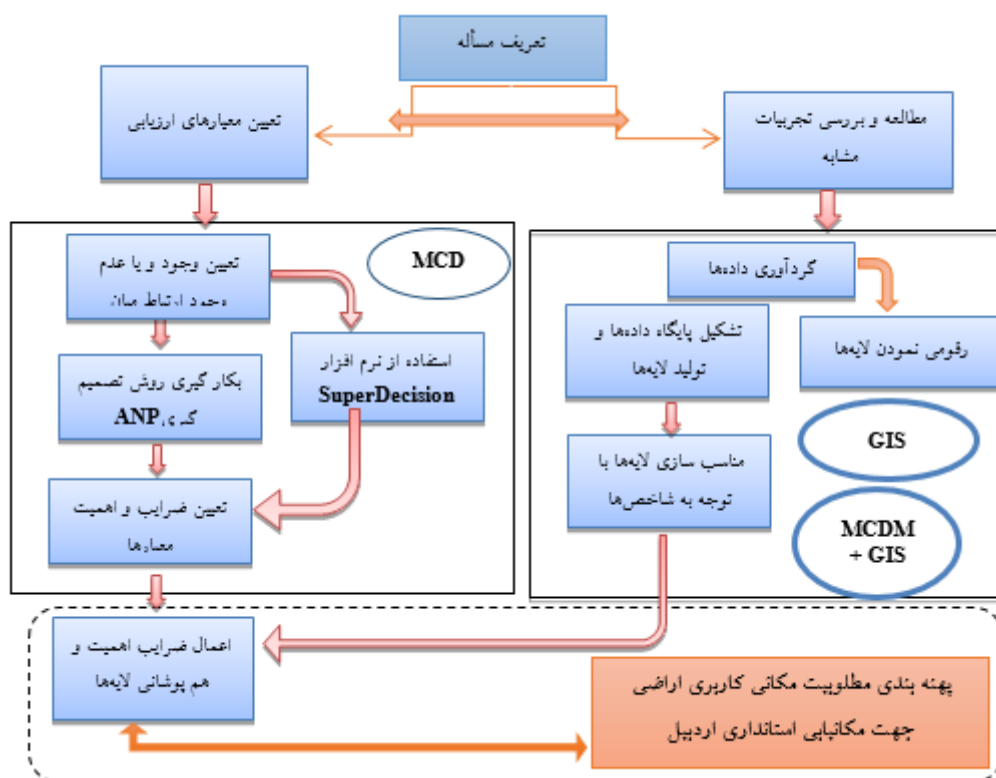 تعریف مسأله
تعیین معیارهای ارزیابی
مطالعه و بررسی تجربیات
مشابه
تعیین وجود و یا عدم
وجود ارتباط میان
MCD
گردآوری داده‌ها
استفاده از نرم افزار
SuperDecision
تشکیل پایگاه داده‌ها و
تولید لایه‌ها
رقومی نمودن لایه‌ها
بکار گیری روش تصمیم
گیری ANP
GIS
مناسب سازی لایه‌ها با
توجه به شاخص‌ها
تعیین ضرایب و اهمیت
معیارها
MCDM
+ GIS
اعمال ضرایب اهمیت و
هم پوشانی لایه‌ها
پهنه بندی مطلوبیت مکانی کاربری اراضی
جهت مکانیابی استانداری اردبیل